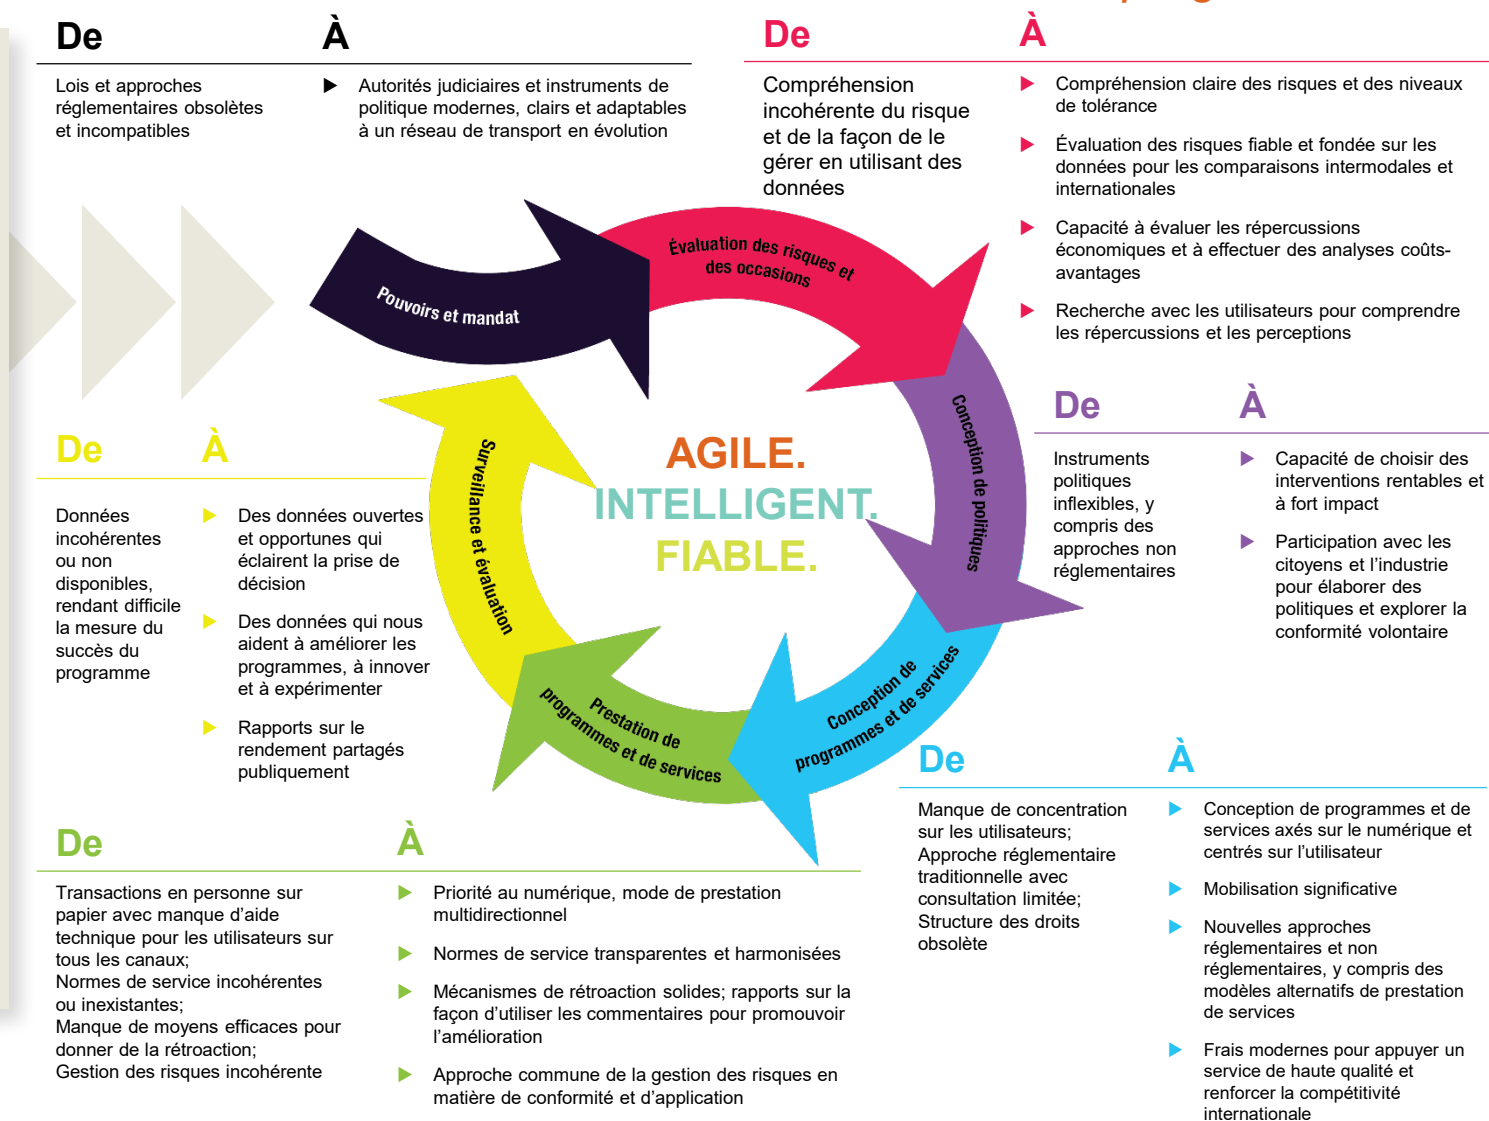 De
À
Lois et approches
réglementaires obsolètes
et incompatibles
Autorités judiciaires et instruments de
politique modernes, clairs et adaptables
à un réseau de transport en évolution
De
À
Compréhension
incohérente du risque
et de la façon de le
gérer en utilisant des
données
Compréhension claire des risques et des niveaux
de tolérance
Évaluation des risques fiable et fondée sur les
données pour les comparaisons intermodales et
internationales
Capacité à évaluer les répercussions
économiques et à effectuer des analyses coûts-
avantages
Recherche avec les utilisateurs pour comprendre
les répercussions et les perceptions
Pouvoirs et mandat
Évaluation des risques et
des occasions
Conception de politiques
Conception de
programmes et de services
Prestation de
programmes et de services
Surveillance et évaluation
AGILE.
INTELLIGENT.
FIABLE.
De
À
Instruments
politiques
inflexibles, y
compris des
approches non
réglementaires
Capacité de choisir des
interventions rentables et
à fort impact
Participation avec les
citoyens et l'industrie
pour élaborer des
politiques et explorer la
conformité volontaire
De
À
Données
incohérentes
ou non
disponibles,
rendant difficile
la mesure du
succès du
programme
Des données ouvertes
et opportunes qui
éclairent la prise de
décision
Des données qui nous
aident à améliorer les
programmes, à innover
et à expérimenter
Rapports sur le
rendement partagés
publiquement
De
À
Manque de concentration
sur les utilisateurs;
Approche réglementaire
traditionnelle avec
consultation limitée;
Structure des droits
obsolète
Conception de programmes et de
services axés sur le numérique et
centrés sur l'utilisateur
Mobilisation significative
Nouvelles approches
réglementaires et non
réglementaires, y compris des
modèles alternatifs de prestation
de services
Frais modernes pour appuyer un
service de haute qualité et
renforcer la compétitivité
internationale
De
À
Transactions en personne sur
papier avec manque d'aide
technique pour les utilisateurs sur
tous les canaux;
Normes de service incohérentes
ou inexistantes;
Manque de moyens efficaces pour
donner de la rétroaction;
Gestion des risques incohérente
Priorité au numérique, mode de prestation
multidirectionnel
Normes de service transparentes et harmonisées
Mécanismes de rétroaction solides; rapports sur la
façon d'utiliser les commentaires pour promouvoir
l'amélioration
Approche commune de la gestion des risques en
matière de conformité et d'application